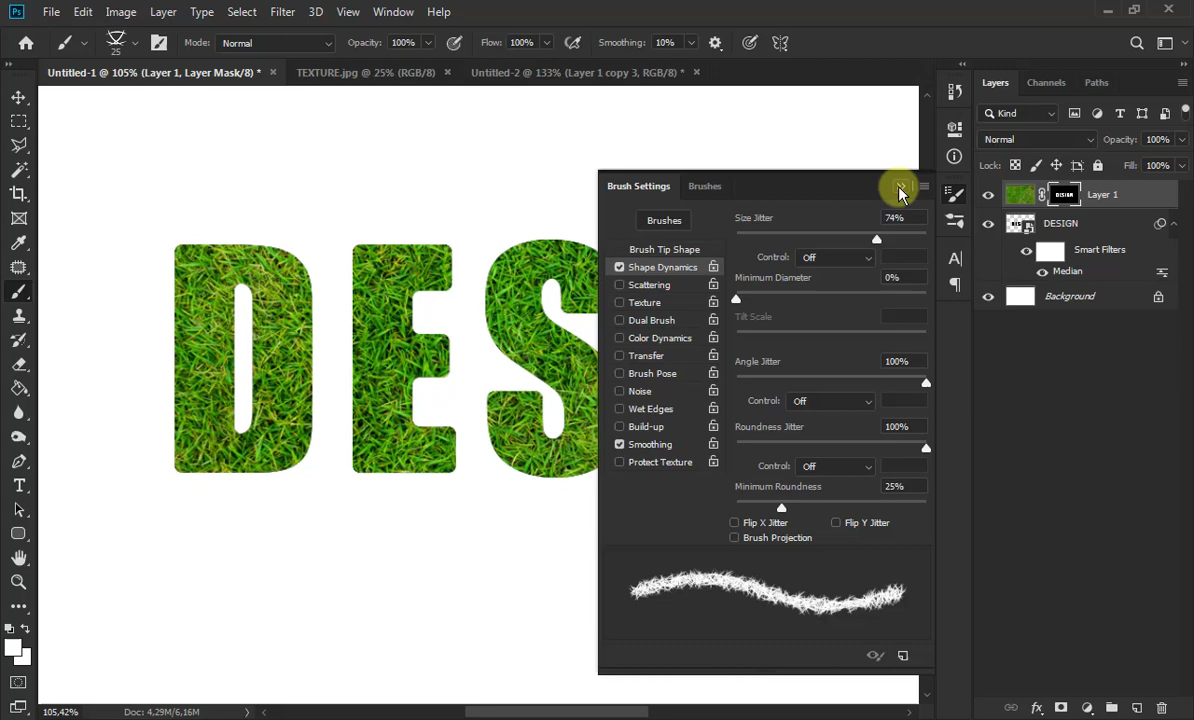 Ps File Edit Image Layer Type Select Filter 3D View Window Help
25 Mode: Normal Opacity: 100% Flow: 100% Smoothing: 10%
Untitled-1 @ 105% (Layer 1, Layer Mask/8) * × TEXTURE.jpg @ 25% (RGB/8) × Untitled-2 @ 133% (Layer 1 copy 3, RGB/8) * ×
Layers Channels Paths
Kind
Normal Opacity: 100%
Lock: Fill: 100%
DESIGN Layer 1
DESIGN
Smart Filters
Median
Background
DES
Brush Settings Brushes
Brushes
Brush Tip Shape
Shape Dynamics
Scattering
Texture
Dual Brush
Color Dynamics
Transfer
Brush Pose
Noise
Wet Edges
Build-up
Smoothing
Protect Texture
Size Jitter 74%
Control: Off
Minimum Diameter 0%
Tilt Scale
Angle Jitter 100%
Control: Off
Roundness Jitter 100%
Control: Off
Minimum Roundness 25%
Flip X Jitter Flip Y Jitter
Brush Projection
105,42% Doc: 4,29M/6,16M